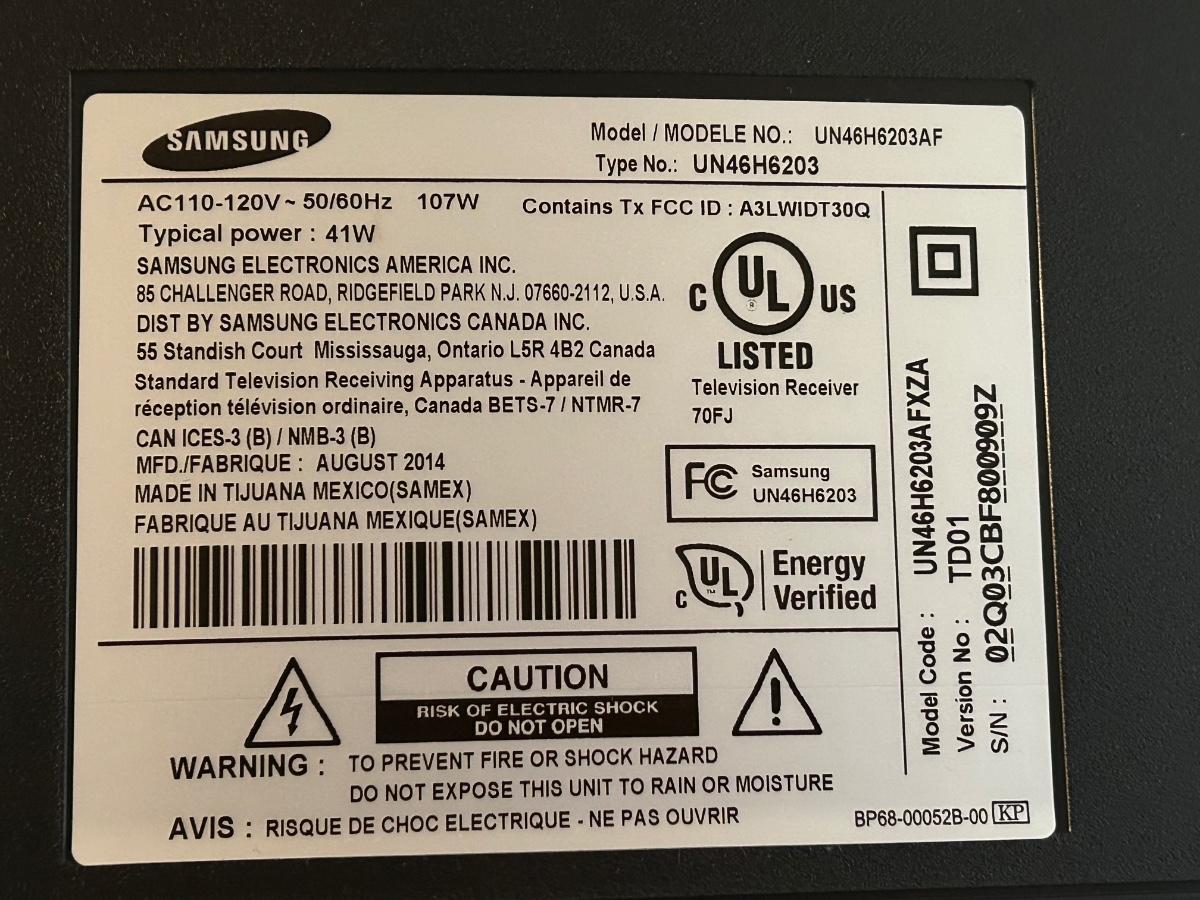 SAMSUNG
Model / MODELE NO.: UN46H6203AF
Type No.: UN46H6203
AC110-120V ~ 50/60Hz 107W
Contains Tx FCC ID : A3LWIDT30Q
Typical power : 41W
SAMSUNG ELECTRONICS AMERICA INC.
85 CHALLENGER ROAD, RIDGEFIELD PARK N.J. 07660-2112, U.S.A.
DIST BY SAMSUNG ELECTRONICS CANADA INC.
55 Standish Court Mississauga, Ontario L5R 4B2 Canada
Standard Television Receiving Apparatus - Appareil de
réception télévision ordinaire, Canada BETS-7 / NTMR-7
CAN ICES-3 (B) / NMB-3 (B)
MFD./FABRIQUE : AUGUST 2014
MADE IN TIJUANA MEXICO(SAMEX)
FABRIQUE AU TIJUANA MEXIQUE(SAMEX)
C UL ® US
LISTED
Television Receiver
70FJ
FC Samsung
UN46H6203
C UL ™ Energy
Verified
Model Code : UN46H6203AFXZA
Version No : TD01
S/N : 02Q03CBF800909Z
CAUTION
RISK OF ELECTRIC SHOCK
DO NOT OPEN
WARNING : TO PREVENT FIRE OR SHOCK HAZARD
DO NOT EXPOSE THIS UNIT TO RAIN OR MOISTURE
AVIS : RISQUE DE CHOC ELECTRIQUE - NE PAS OUVRIR
BP68-00052B-00 KP